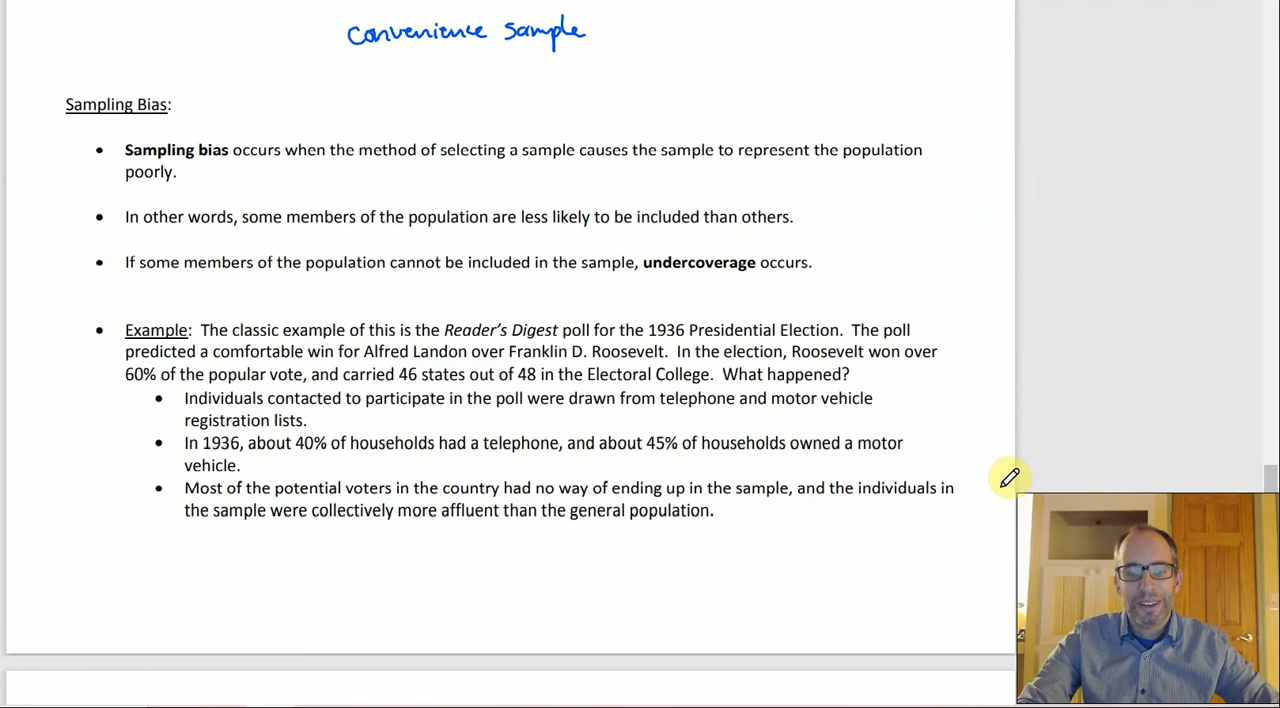 convenience sample
Sampling Bias:
• Sampling bias occurs when the method of selecting a sample causes the sample to represent the population
poorly.
• In other words, some members of the population are less likely to be included than others.
• If some members of the population cannot be included in the sample, undercoverage occurs.
• Example: The classic example of this is the Reader's Digest poll for the 1936 Presidential Election. The poll
predicted a comfortable win for Alfred Landon over Franklin D. Roosevelt. In the election, Roosevelt won over
60% of the popular vote, and carried 46 states out of 48 in the Electoral College. What happened?
• Individuals contacted to participate in the poll were drawn from telephone and motor vehicle
registration lists.
• In 1936, about 40% of households had a telephone, and about 45% of households owned a motor
vehicle.
• Most of the potential voters in the country had no way of ending up in the sample, and the individuals in
the sample were collectively more affluent than the general population.